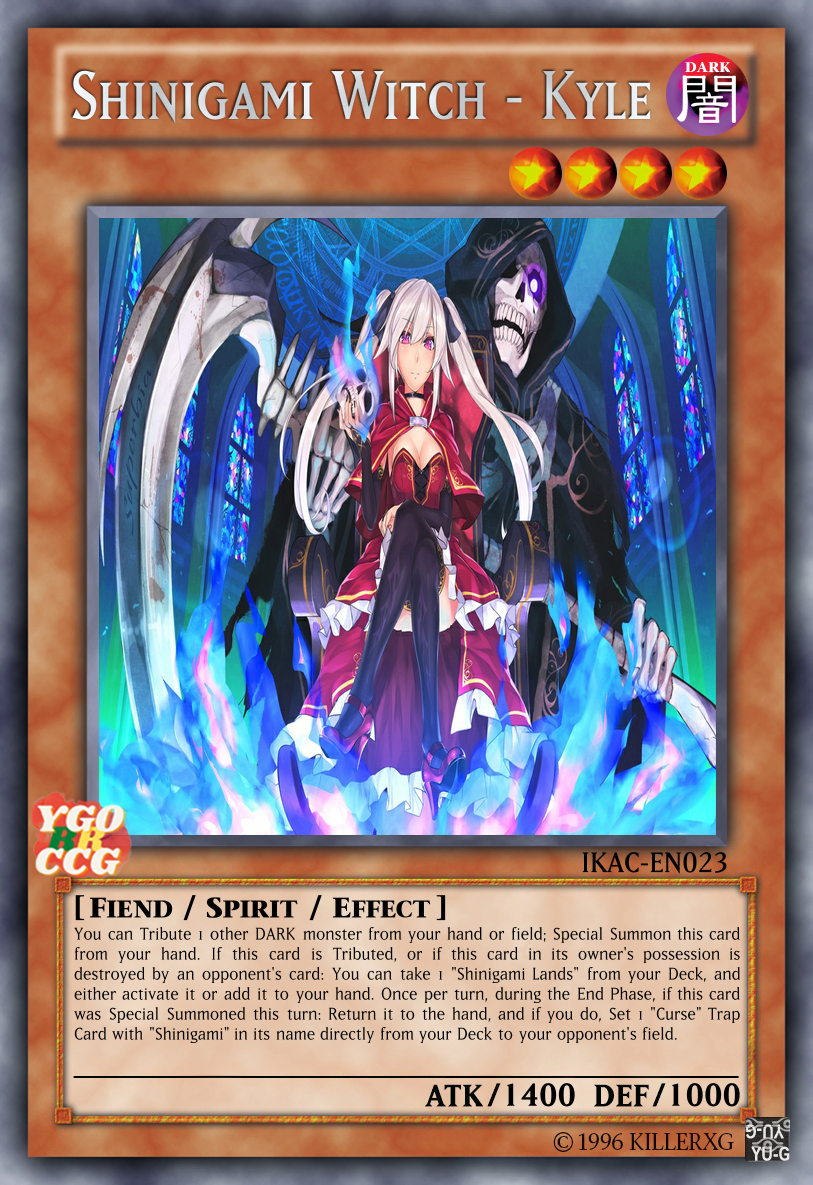 Shinigami Witch - Kyle
DARK
闇
superbia
YGO
BR
CCG
IKAC-EN023
[ Fiend / Spirit / Effect ]
You can Tribute 1 other DARK monster from your hand or field; Special Summon this card
from your hand. If this card is Tributed, or if this card in its owner's possession is
destroyed by an opponent's card: You can take 1 "Shinigami Lands" from your Deck, and
either activate it or add it to your hand. Once per turn, during the End Phase, if this card
was Special Summoned this turn: Return it to the hand, and if you do, Set 1 "Curse" Trap
Card with "Shinigami" in its name directly from your Deck to your opponent's field.
ATK/1400 DEF/1000
© 1996 KILLERXG
YU-G
YU-G